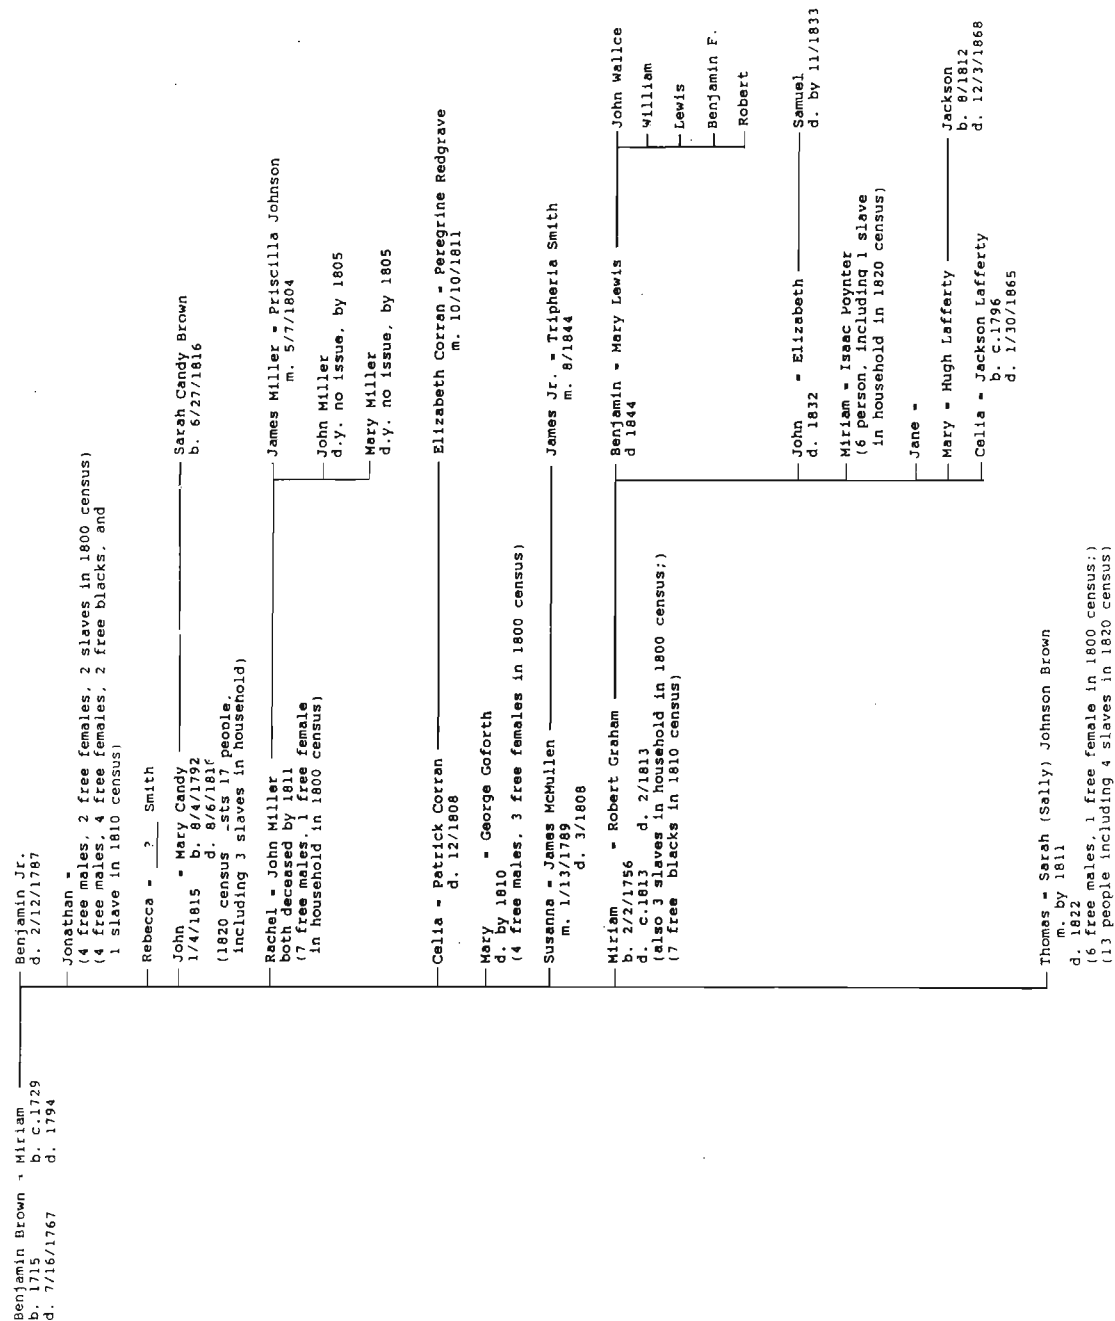 Benjamin Brown = Miriam
b. 1715 b. c.1729
d. 7/16/1767 d. 1794
Benjamin Jr.
d. 2/12/1787
Jonathan =
(4 free males, 2 free females, 2 slaves in 1800 census)
(4 free males, 4 free females, 2 free blacks, and
1 slave in 1810 census)
Rebecca = ? Smith
John = Mary Candy
1/4/1815 b. 8/4/1792
d. 8/6/181
(1820 census _sts 17 people,
including 3 slaves in household)
Sarah Candy Brown
b. 6/27/1816
Rachel = John Miller
both deceased by 1811
(7 free males, 1 free female
in household in 1800 census)
James Miller = Priscilla Johnson
m. 5/7/1804
John Miller
d.y. no issue, by 1805
Mary Miller
d.y. no issue, by 1805
Celia = Patrick Corran
d. 12/1808
Elizabeth Corran = Peregrine Redgrave
m. 10/10/1811
Mary = George Goforth
d. by 1810
(4 free males, 3 free females in 1800 census)
Susanna = James McMullen
m. 1/13/1789
d. 3/1808
James Jr. = Tripheria Smith
m. 8/1844
Miriam = Robert Graham
b. 2/2/1756
d. c.1813 d. 2/1813
(also 3 slaves in household in 1800 census;)
(7 free blacks in 1810 census)
Benjamin = Mary Lewis
d 1844
John Wallce
William
Lewis
Benjamin F.
Robert
John = Elizabeth
d. 1832
Samuel
d. by 11/1833
Miriam = Isaac Poynter
(6 person, including 1 slave
in household in 1820 census)
Jane =
Mary = Hugh Lafferty
Jackson
b. 8/1812
d. 12/3/1868
Celia = Jackson Lafferty
b. c.1796
d. 1/30/1865
Thomas = Sarah (Sally) Johnson Brown
m. by 1811
d. 1822
(6 free males, 1 free female in 1800 census;)
(13 people including 4 slaves in 1820 census)